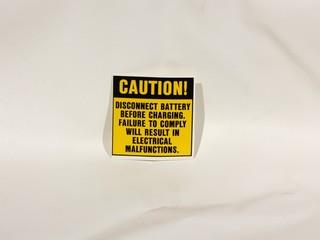 CAUTION!
DISCONNECT BATTERY
BEFORE CHARGING.
FAILURE TO COMPLY
WILL RESULT IN
ELECTRICAL
MALFUNCTIONS.